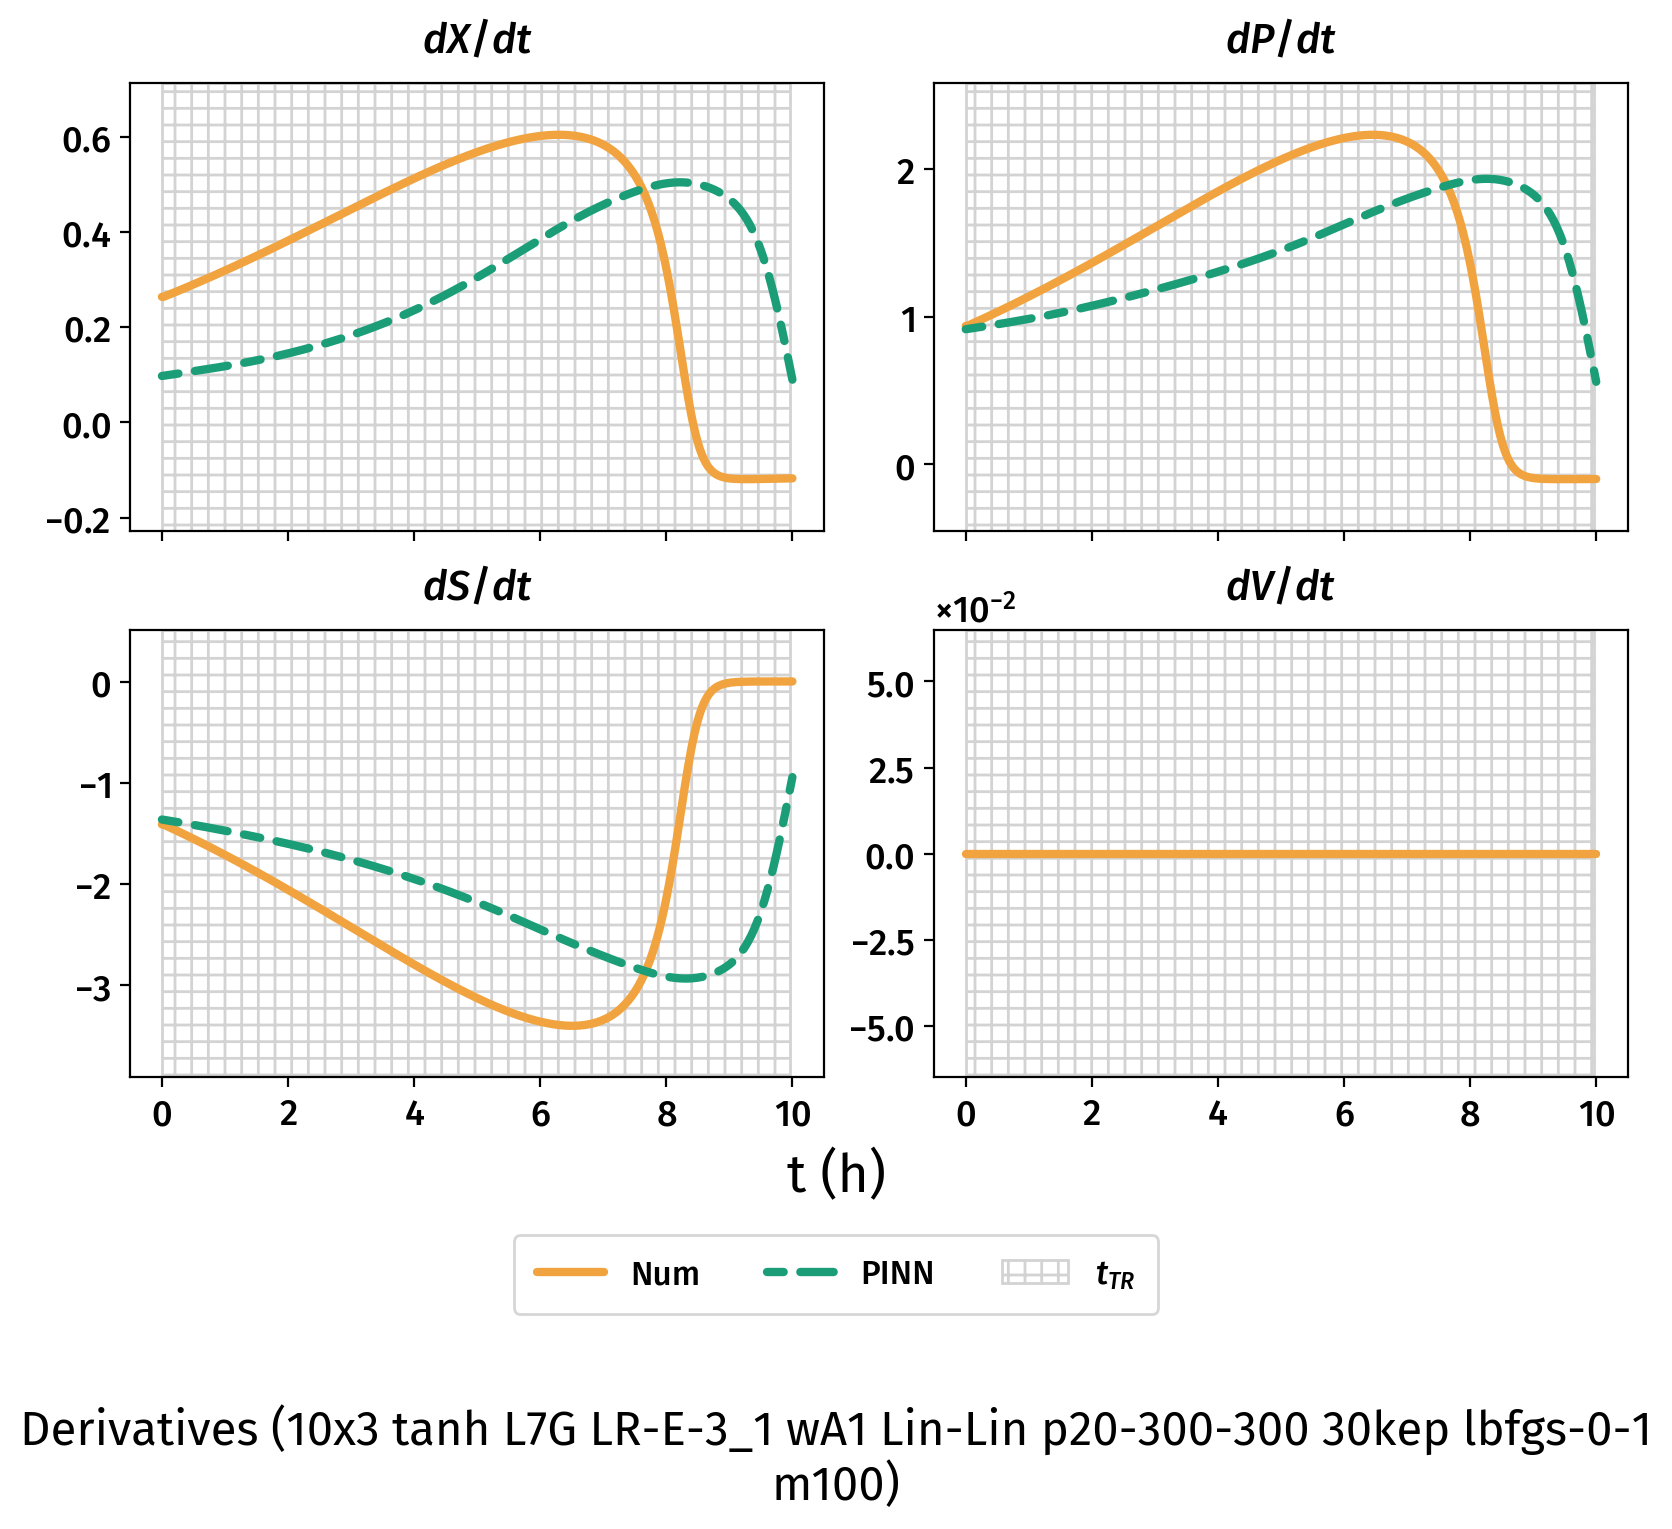 dX/dt
dP/dt
0.6
0.4
0.2
0.0
−0.2
2
1
0
dS/dt
dV/dt
×10⁻²
0
−1
−2
−3
5.0
2.5
0.0
−2.5
−5.0
0 2 4 6 8 10
0 2 4 6 8 10
t (h)
Num PINN t_TR
Derivatives (10x3 tanh L7G LR-E-3_1 wA1 Lin-Lin p20-300-300 30kep lbfgs-0-1
m100)